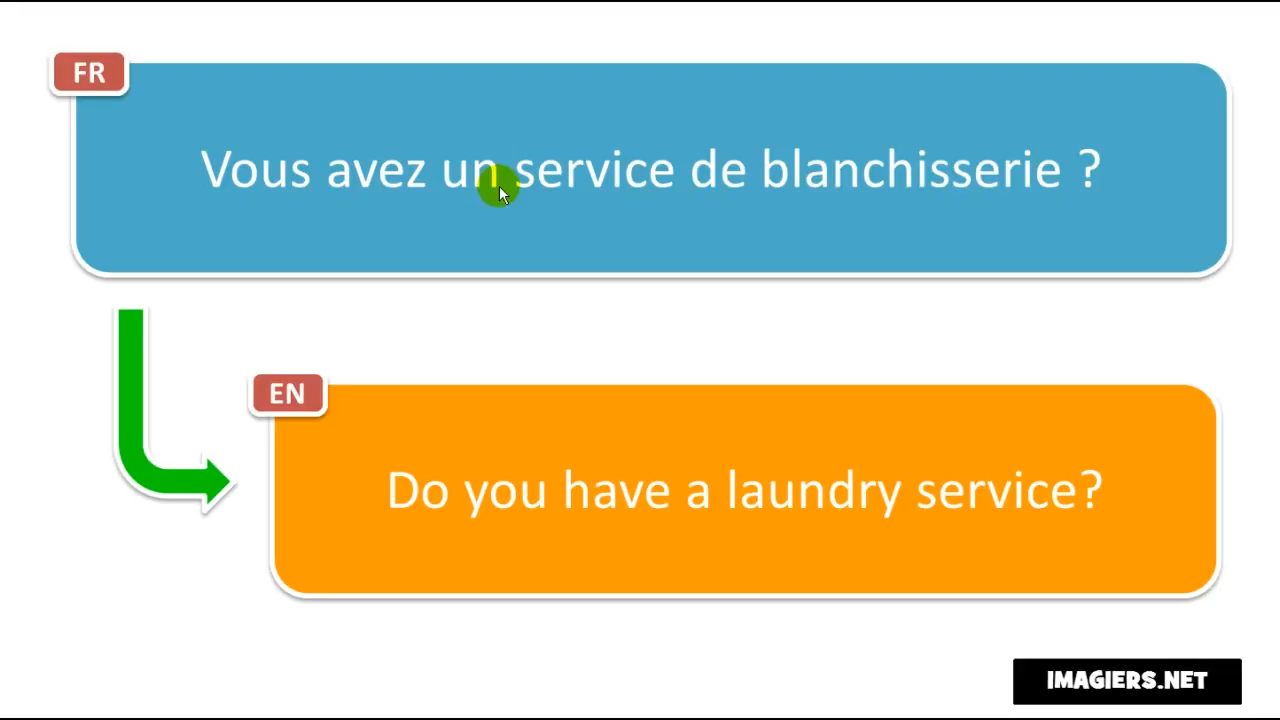 FR
Vous avez un service de blanchisserie ?
EN
Do you have a laundry service?
IMAGIERS.NET